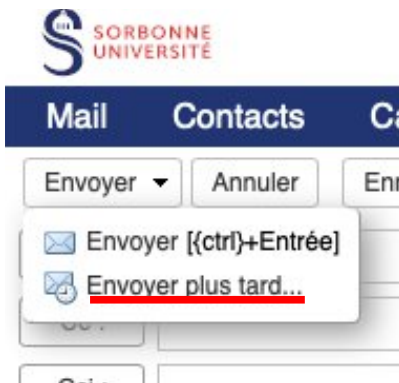 SORBONNE
UNIVERSITÉ
Mail Contacts
Envoyer Annuler
Envoyer [{ctrl}+Entrée]
Envoyer plus tard...